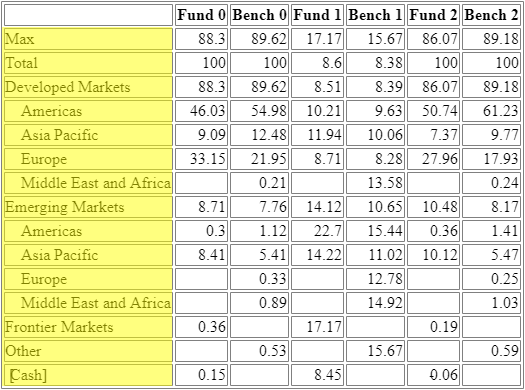 Fund 0 Bench 0 Fund 1 Bench 1 Fund 2 Bench 2
Max 88.3 89.62 17.17 15.67 86.07 89.18
Total 100 100 8.6 8.38 100 100
Developed Markets 88.3 89.62 8.51 8.39 86.07 89.18
Americas 46.03 54.98 10.21 9.63 50.74 61.23
Asia Pacific 9.09 12.48 11.94 10.06 7.37 9.77
Europe 33.15 21.95 8.71 8.28 27.96 17.93
Middle East and Africa 0.21 13.58 0.24
Emerging Markets 8.71 7.76 14.12 10.65 10.48 8.17
Americas 0.3 1.12 22.7 15.44 0.36 1.41
Asia Pacific 8.41 5.41 14.22 11.02 10.12 5.47
Europe 0.33 12.78 0.25
Middle East and Africa 0.89 14.92 1.03
Frontier Markets 0.36 17.17 0.19
Other 0.53 15.67 0.59
[Cash] 0.15 8.45 -0.06